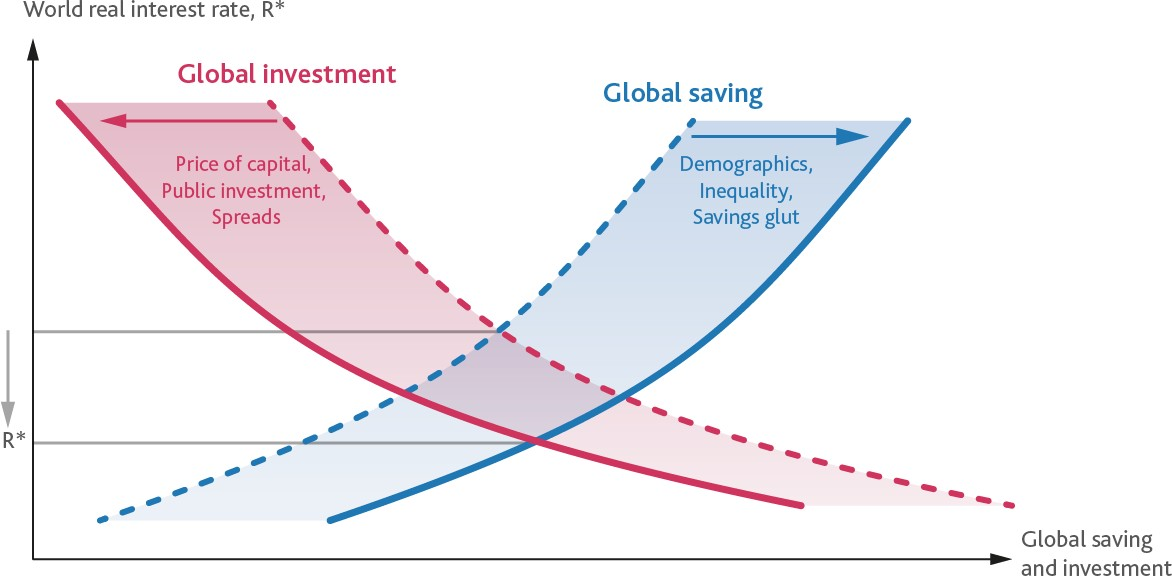 World real interest rate, R*
Global investment
Global saving
Price of capital,
Public investment,
Spreads
Demographics,
Inequality,
Savings glut
R*
Global saving
and investment